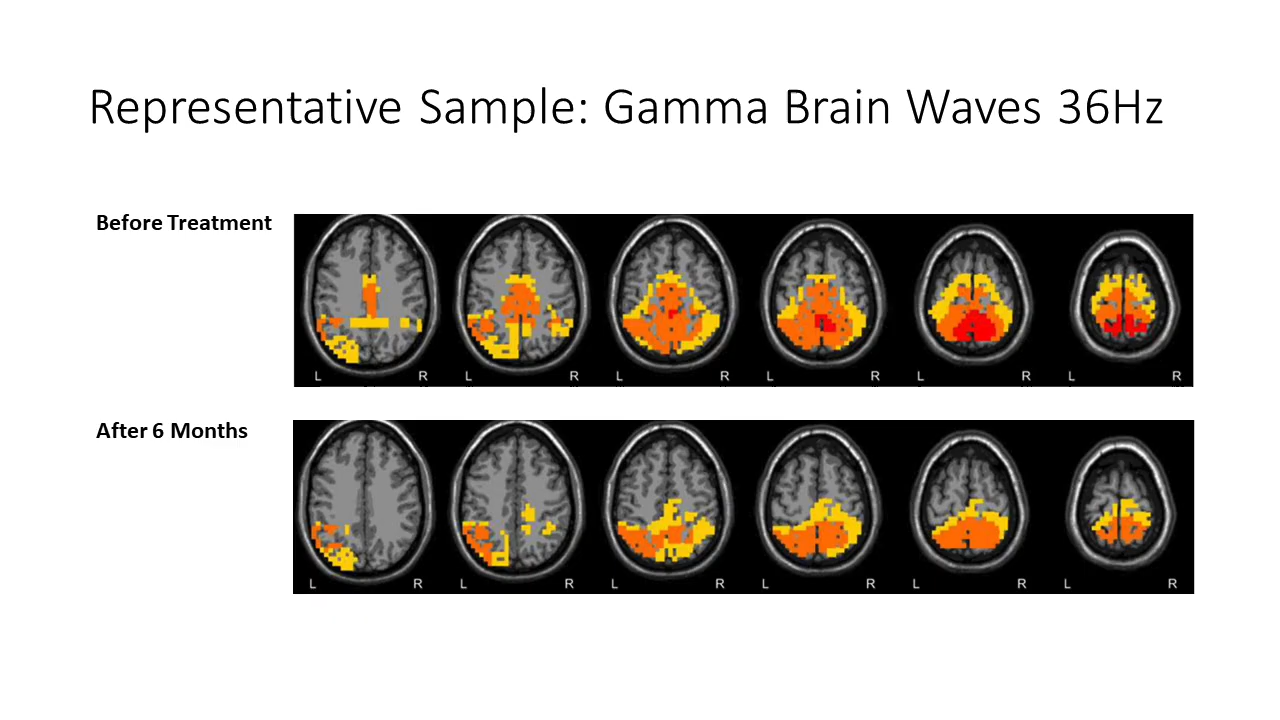 Representative Sample: Gamma Brain Waves 36Hz
Before Treatment
L R L R L R L R L R L R
After 6 Months
L R L R L R L R L R L R